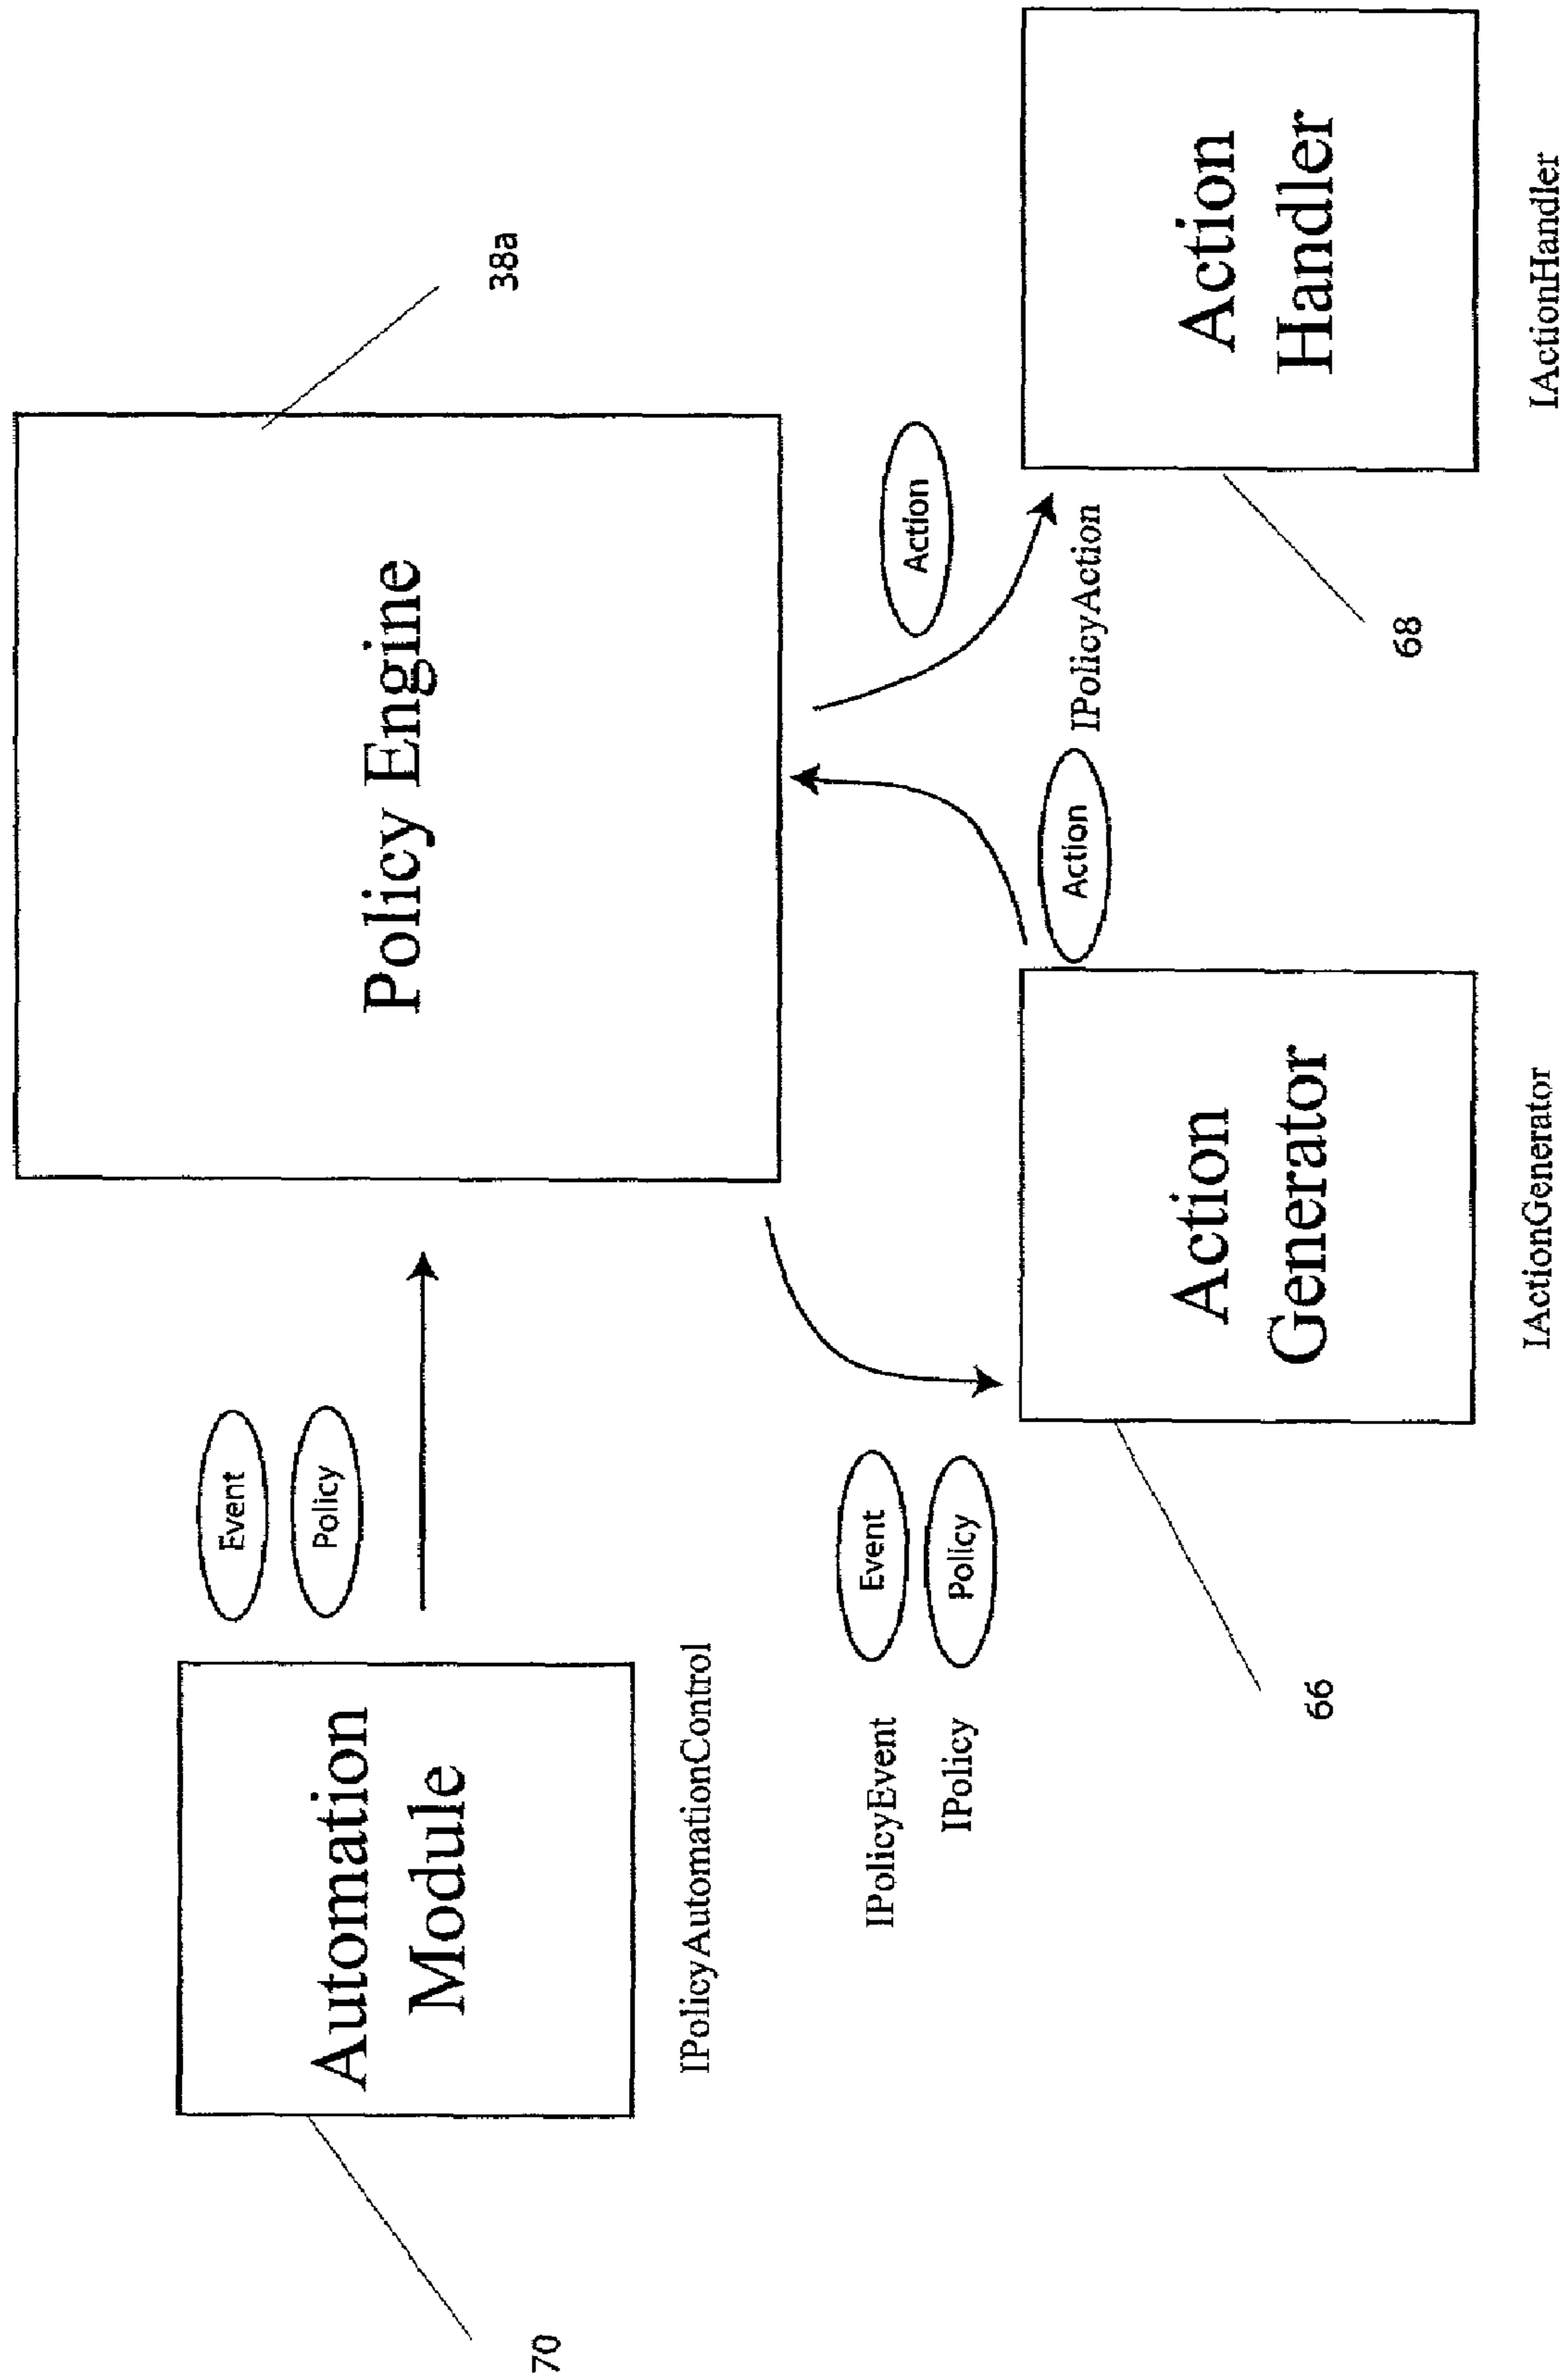 Event
Policy
Automation
Module
70
IPolicyAutomationControl
Policy Engine
38a
Event
Policy
IPolicyEvent
IPolicy
Action
Action
IPolicyAction
Action
Generator
66
IActionGenerator
Action
Handler
68
IActionHandler